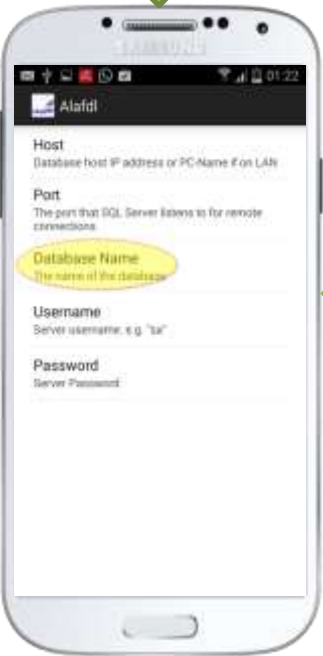 SAMSUNG
01:22
Alafdl
Host
Database host IP address or PC-Name if on LAN
Port
The port that SQL Server listens to for remote
connections
Database Name
The name of the database
Username
Server username: e.g. "sa"
Password
Server Password